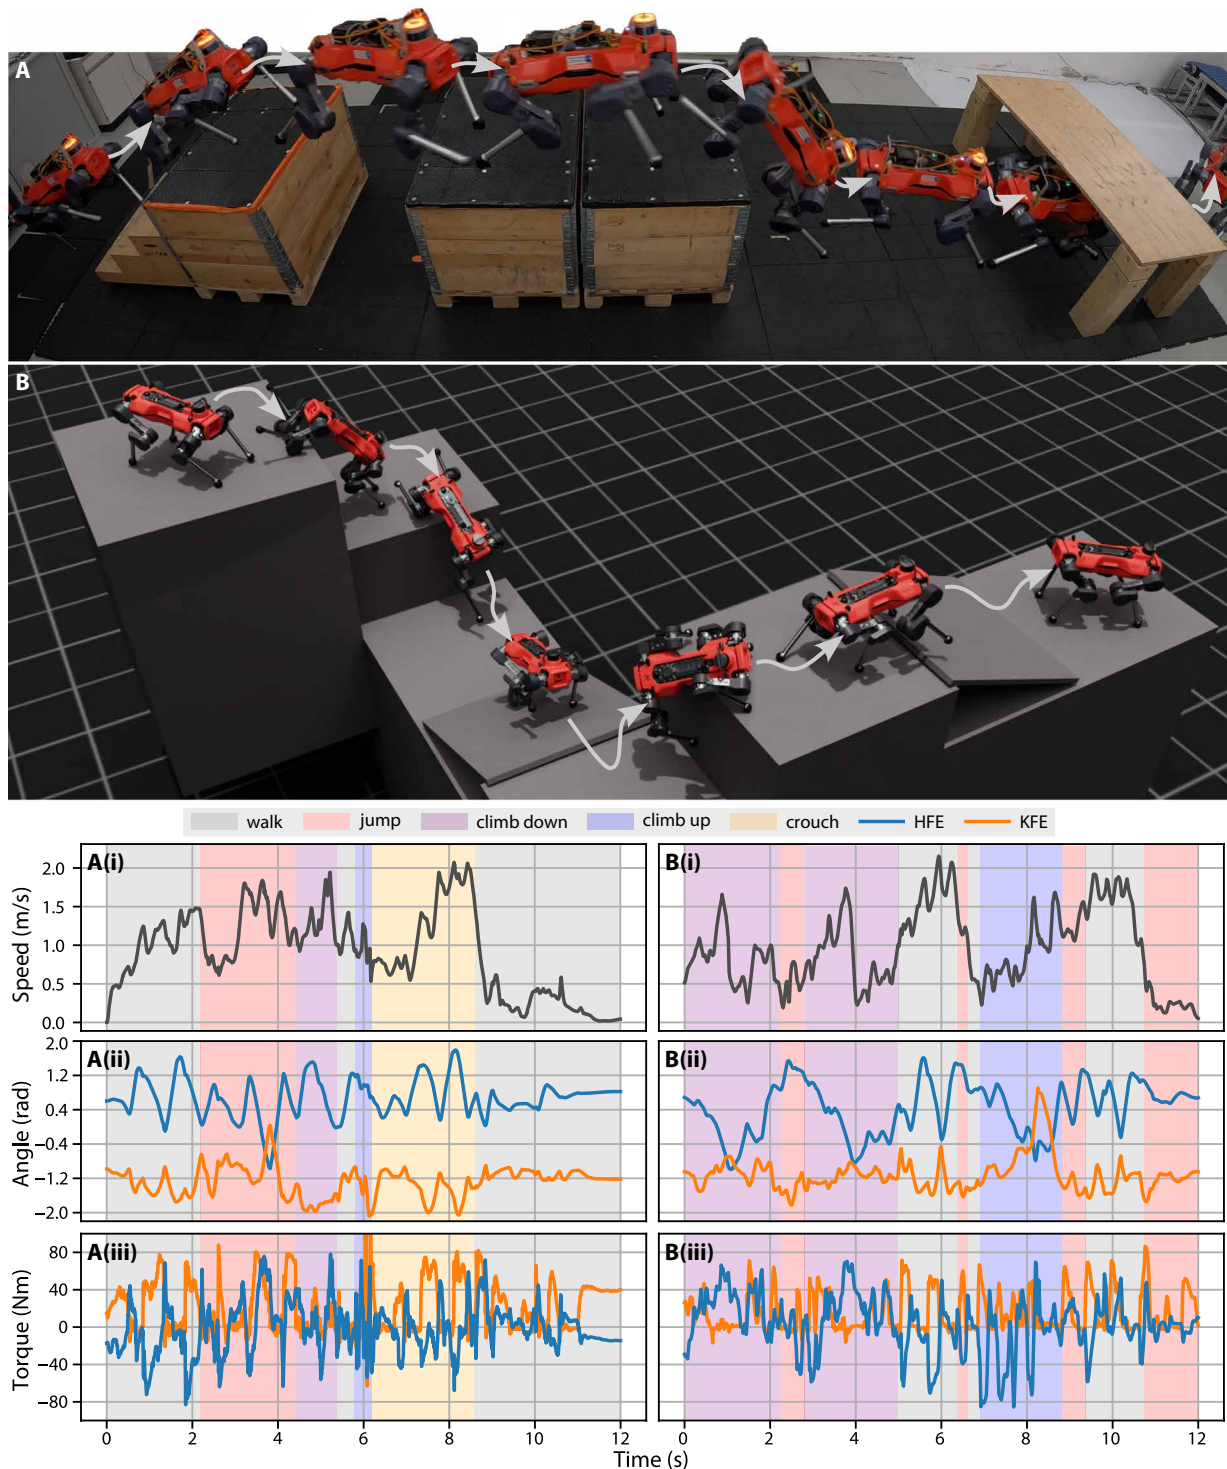 A
B
walk jump climb down climb up crouch HFE KFE
A(i)
Speed (m/s)
2.0
1.5
1.0
0.5
0.0
B(i)
A(ii)
Angle (rad)
2.0
1.2
0.4
−0.4
−1.2
−2.0
B(ii)
A(iii)
Torque (Nm)
80
40
0
−40
−80
B(iii)
0 2 4 6 8 10 12
0 2 4 6 8 10 12
Time (s)